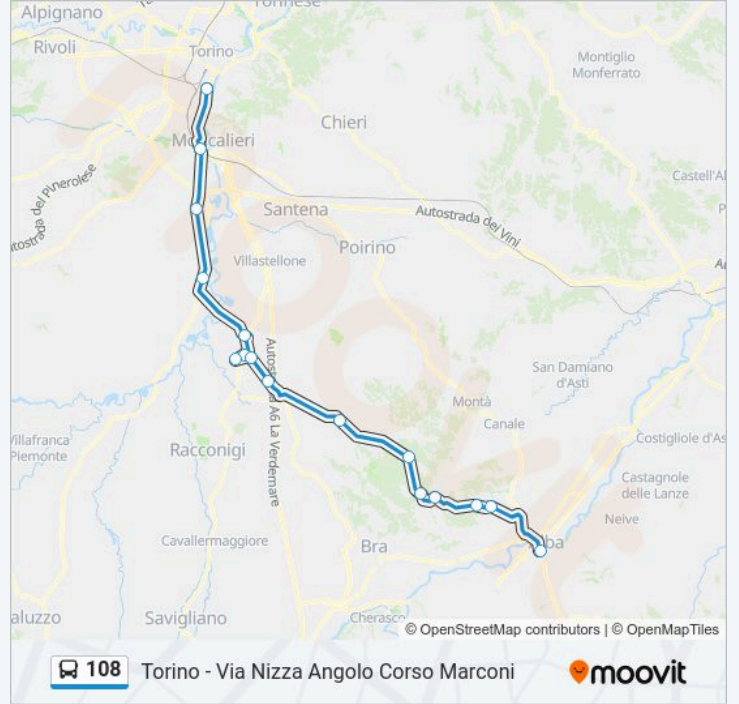 Alpignano
Torinese
Rivoli
Torino
Montiglio
Monferrato
Chieri
Moncalieri
Castell'Al
Autostrada del Pinerolese
Santena
Autostrada dei Vini
Poirino
Villastellone
Autostrada A6 La Verdemare
San Damiano
d'Asti
Montà
Canale
Villafranca
Piemonte
Costigliole d'As
Racconigi
Castagnole
delle Lanze
Neive
Cavallermaggiore
Bra
Alba
aluzzo
Savigliano
Cherasco
© OpenStreetMap contributors | © OpenMapTiles
108
Torino - Via Nizza Angolo Corso Marconi
moovit